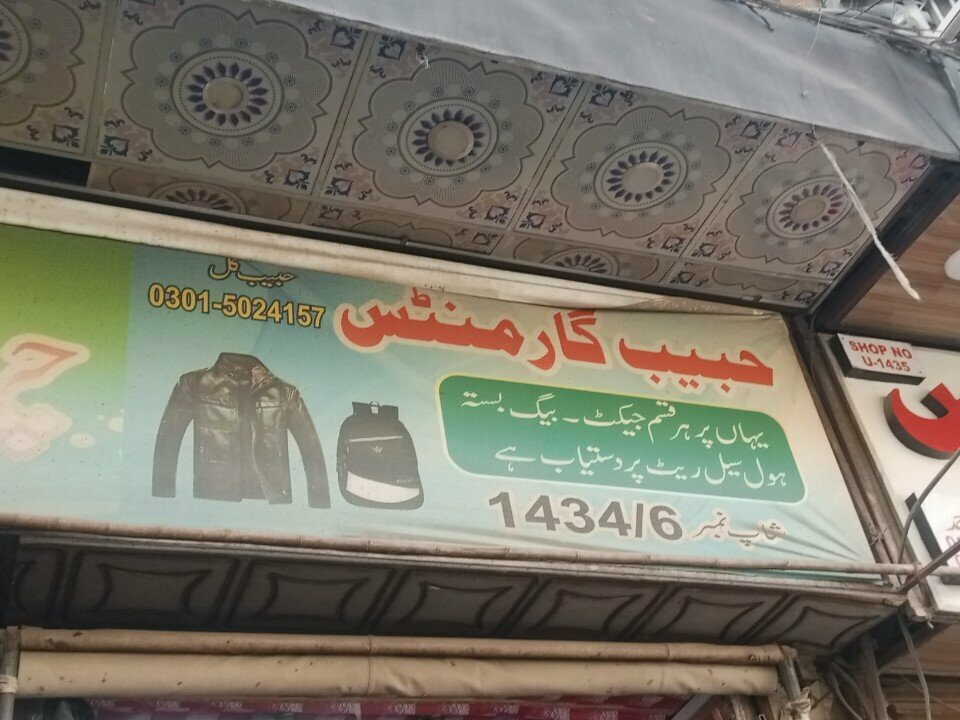 حبیب گل
0301-5024157
حبیب گارمنٹس
یہاں پر ہر قسم جیکٹ۔ بیگ بستہ
ہول سیل ریٹ پر دستیاب ہے
شاپ نمبر 1434/6
SHOP NO
U-1435